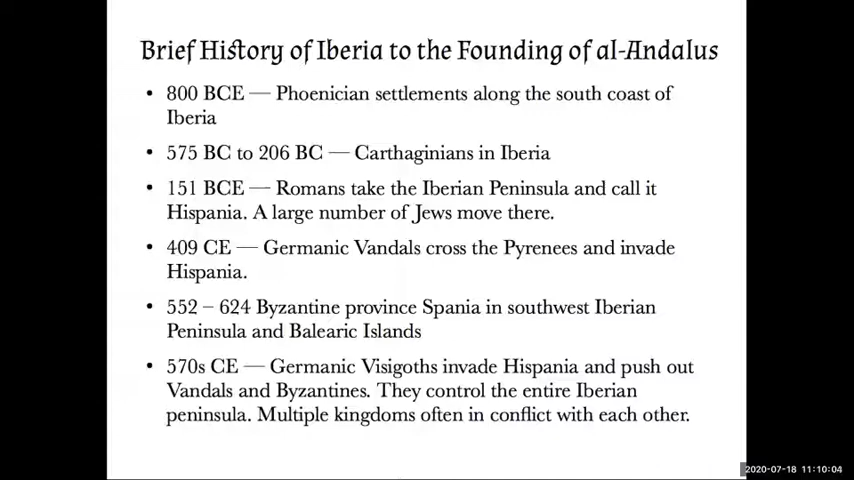 Brief History of Iberia to the Founding of al-Andalus
• 800 BCE — Phoenician settlements along the south coast of
Iberia
• 575 BC to 206 BC — Carthaginians in Iberia
• 151 BCE — Romans take the Iberian Peninsula and call it
Hispania. A large number of Jews move there.
• 409 CE — Germanic Vandals cross the Pyrenees and invade
Hispania.
• 552 – 624 Byzantine province Spania in southwest Iberian
Peninsula and Balearic Islands
• 570s CE — Germanic Visigoths invade Hispania and push out
Vandals and Byzantines. They control the entire Iberian
peninsula. Multiple kingdoms often in conflict with each other.
2020-07-18 11:10:04